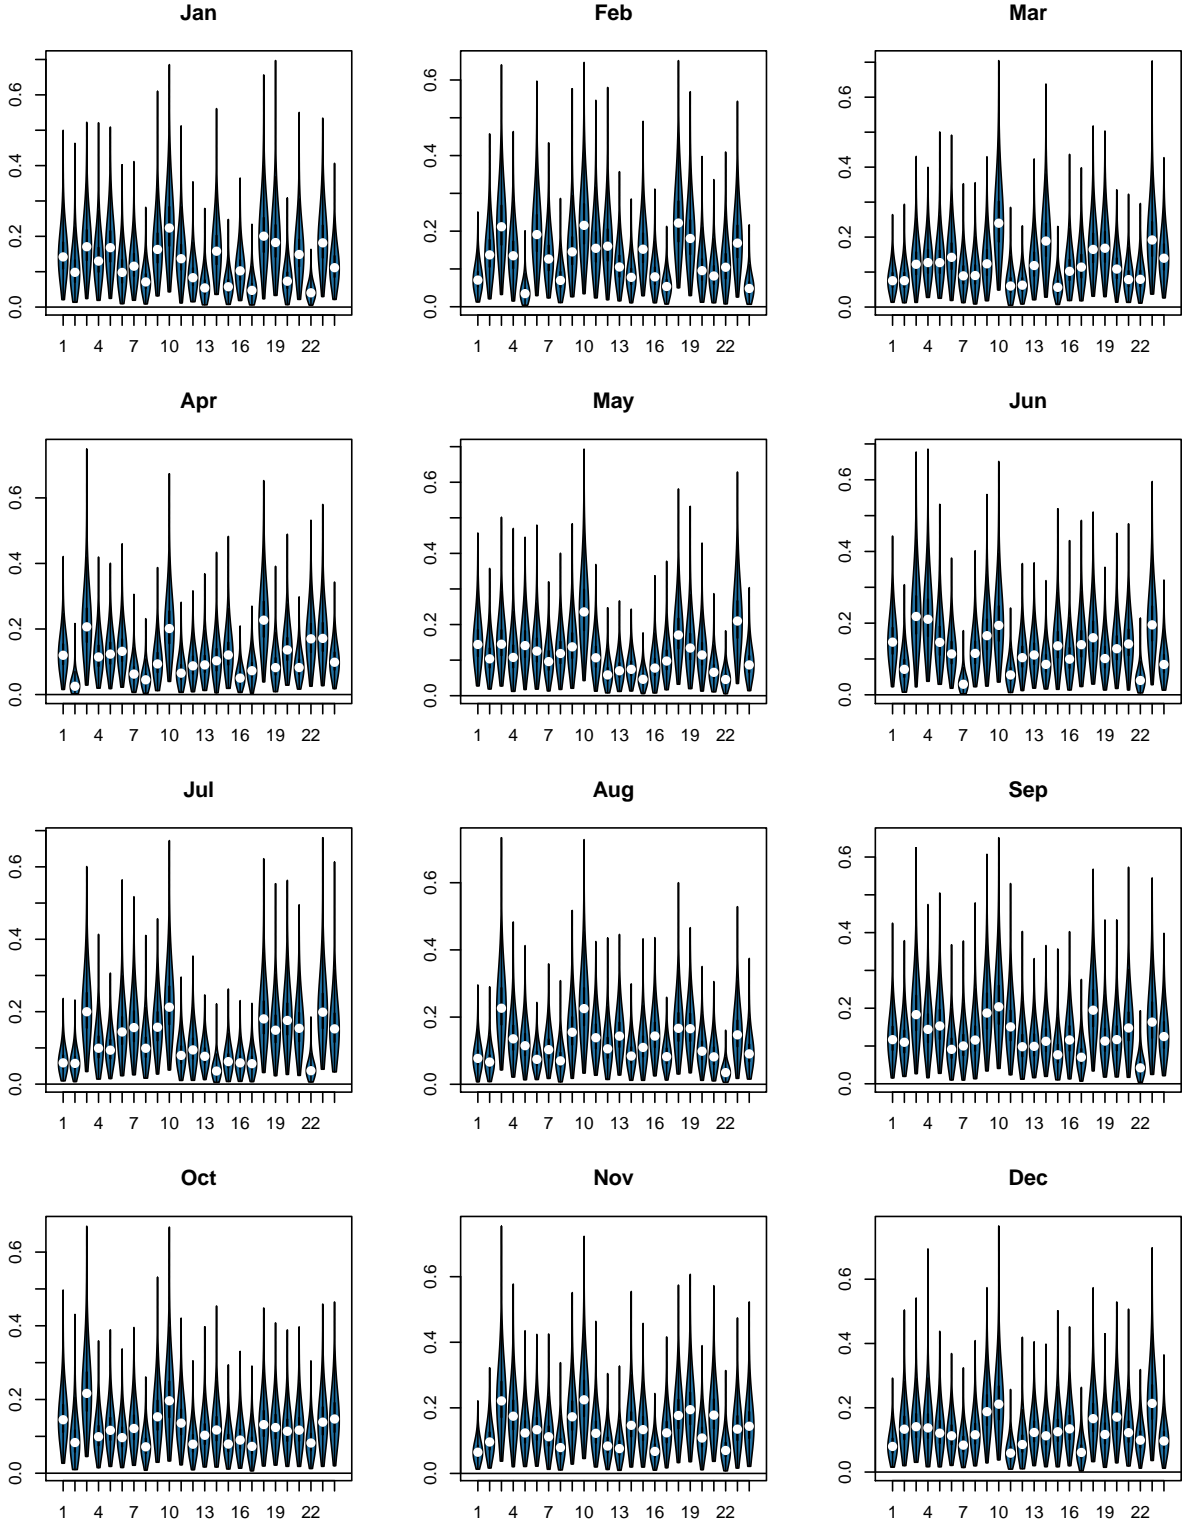 Jan Feb Mar
0.0 0.2 0.4 0.6 0.0 0.2 0.4 0.6 0.0 0.2 0.4 0.6
1 4 7 10 13 16 19 22 1 4 7 10 13 16 19 22 1 4 7 10 13 16 19 22
Apr May Jun
0.0 0.2 0.4 0.6 0.0 0.2 0.4 0.6 0.0 0.2 0.4 0.6
1 4 7 10 13 16 19 22 1 4 7 10 13 16 19 22 1 4 7 10 13 16 19 22
Jul Aug Sep
0.0 0.2 0.4 0.6 0.0 0.2 0.4 0.6 0.0 0.2 0.4 0.6
1 4 7 10 13 16 19 22 1 4 7 10 13 16 19 22 1 4 7 10 13 16 19 22
Oct Nov Dec
0.0 0.2 0.4 0.6 0.0 0.2 0.4 0.6 0.0 0.2 0.4 0.6
1 4 7 10 13 16 19 22 1 4 7 10 13 16 19 22 1 4 7 10 13 16 19 22